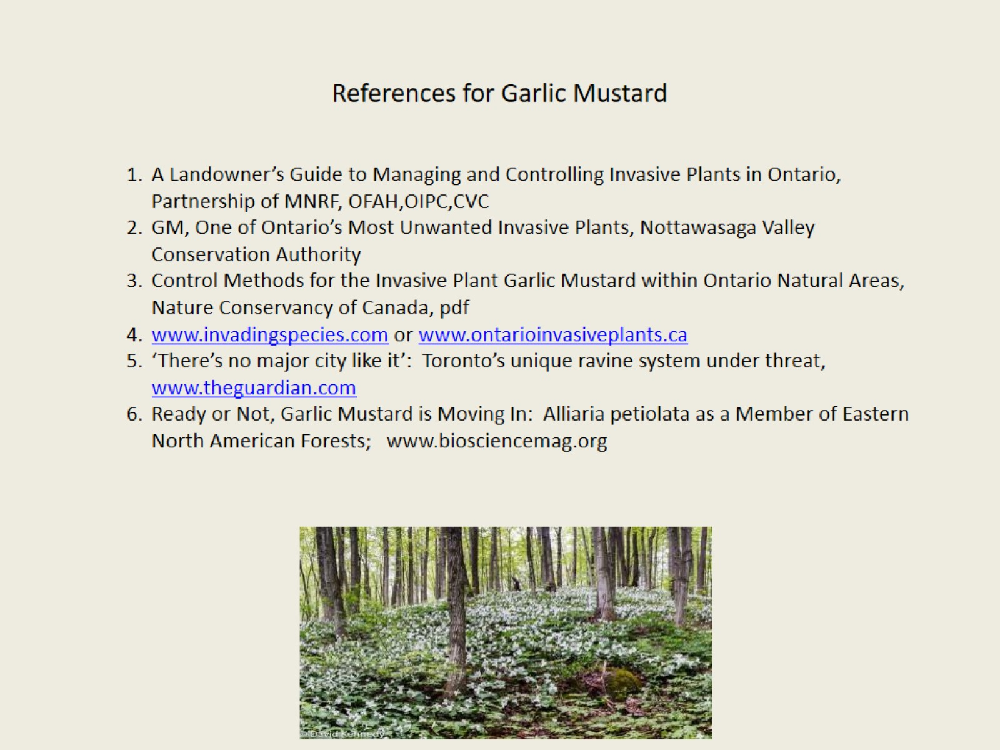 References for Garlic Mustard
1. A Landowner’s Guide to Managing and Controlling Invasive Plants in Ontario,
Partnership of MNRF, OFAH,OIPC,CVC
2. GM, One of Ontario’s Most Unwanted Invasive Plants, Nottawasaga Valley
Conservation Authority
3. Control Methods for the Invasive Plant Garlic Mustard within Ontario Natural Areas,
Nature Conservancy of Canada, pdf
4. www.invadingspecies.com or www.ontarioinvasiveplants.ca
5. ‘There’s no major city like it’:  Toronto’s unique ravine system under threat,
www.theguardian.com
6. Ready or Not, Garlic Mustard is Moving In:  Alliaria petiolata as a Member of Eastern
North American Forests;   www.biosciencemag.org
© David Kennedy